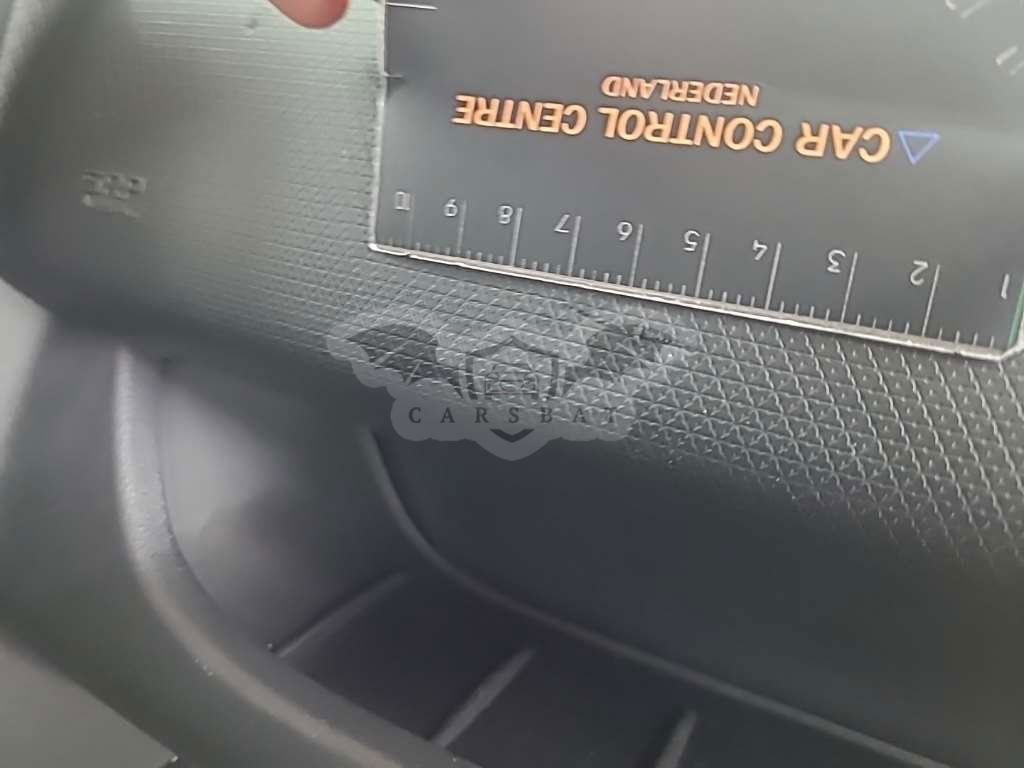 CAR CONTROL CENTRE
NEDERLAND
1 2 3 4 5 6 7 8 9 10
CARSBAT